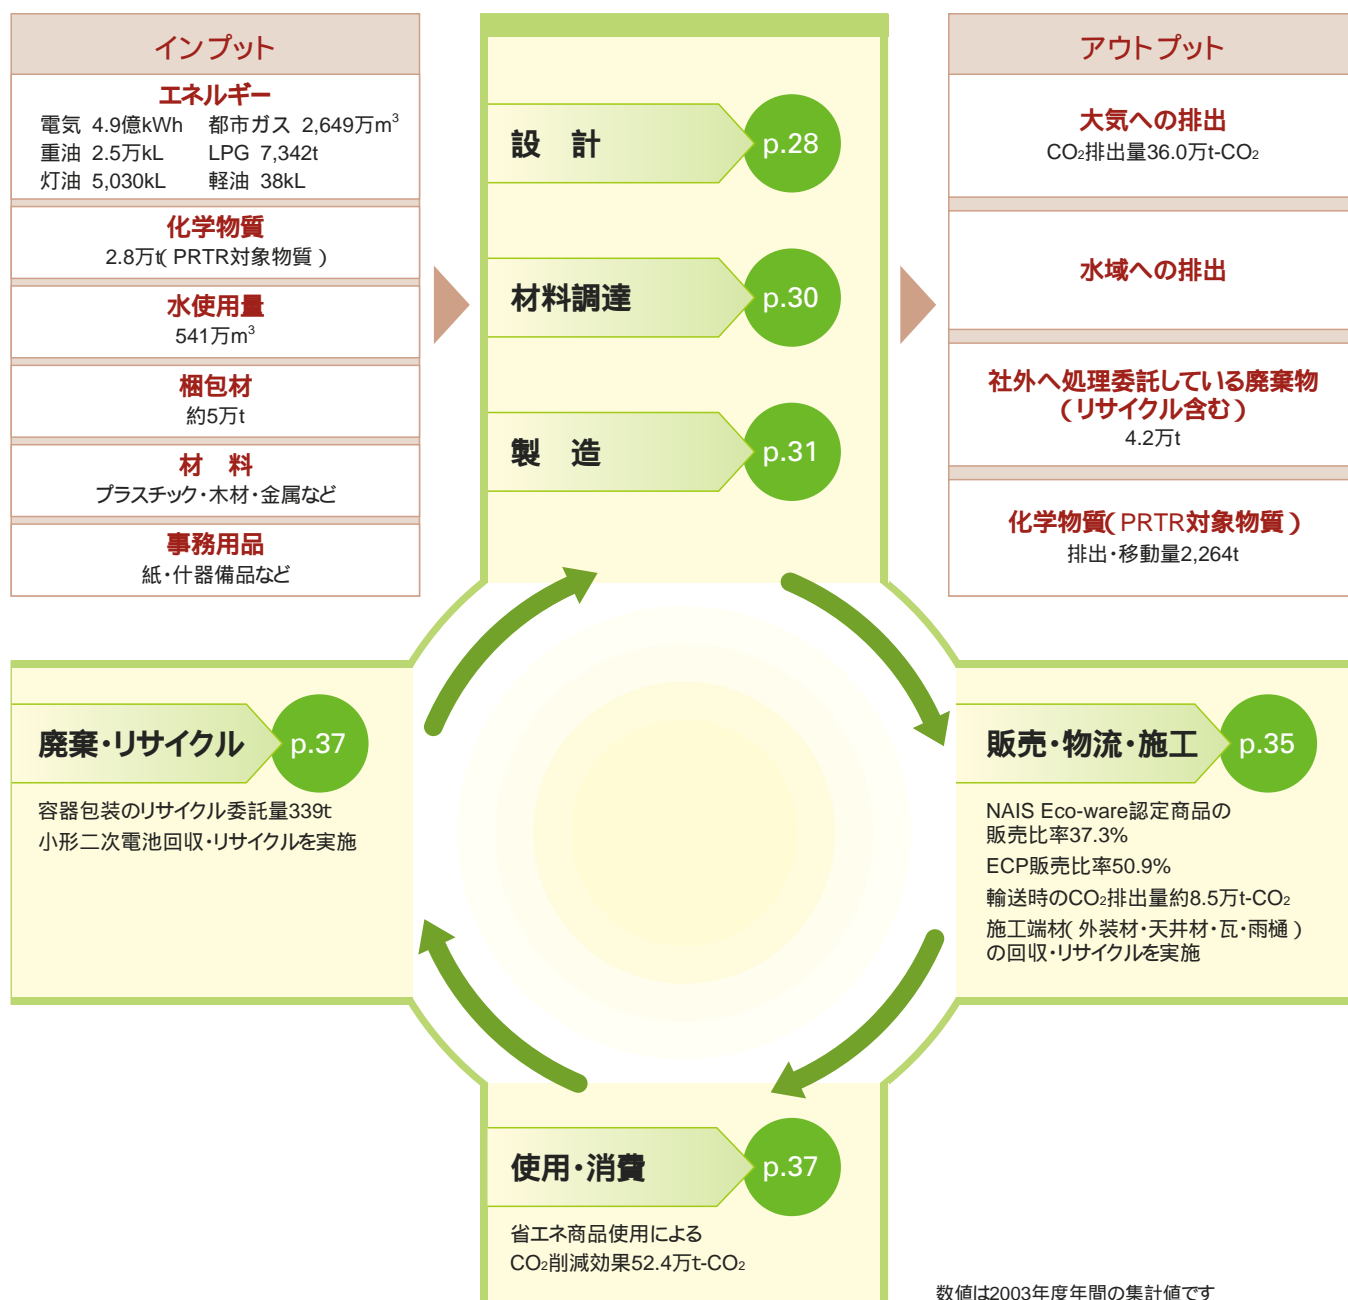 インプット
エネルギー
電気 4.9億kWh 都市ガス 2,649万m³
重油 2.5万kL LPG 7,342t
灯油 5,030kL 軽油 38kL
化学物質
2.8万t(PRTR対象物質)
水使用量
541万m³
梱包材
約5万t
材 料
プラスチック・木材・金属など
事務用品
紙・什器備品など
設 計
p.28
材料調達
p.30
製 造
p.31
アウトプット
大気への排出
CO₂排出量36.0万t-CO₂
水域への排出
社外へ処理委託している廃棄物
(リサイクル含む)
4.2万t
化学物質(PRTR対象物質)
排出・移動量2,264t
廃棄・リサイクル
p.37
容器包装のリサイクル委託量339t
小形二次電池回収・リサイクルを実施
販売・物流・施工
p.35
NAIS Eco-ware認定商品の
販売比率37.3%
ECP販売比率50.9%
輸送時のCO₂排出量約8.5万t-CO₂
施工端材(外装材・天井材・瓦・雨樋)
の回収・リサイクルを実施
使用・消費
p.37
省エネ商品使用による
CO₂削減効果52.4万t-CO₂
数値は2003年度年間の集計値です